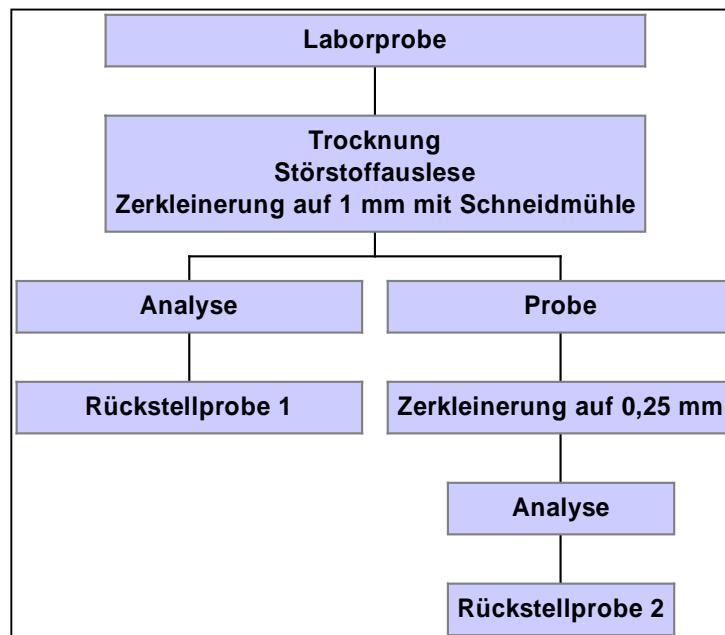 Laborprobe
Trocknung
Störstoffauslese
Zerkleinerung auf 1 mm mit Schneidmühle
Analyse
Probe
Rückstellprobe 1
Zerkleinerung auf 0,25 mm
Analyse
Rückstellprobe 2